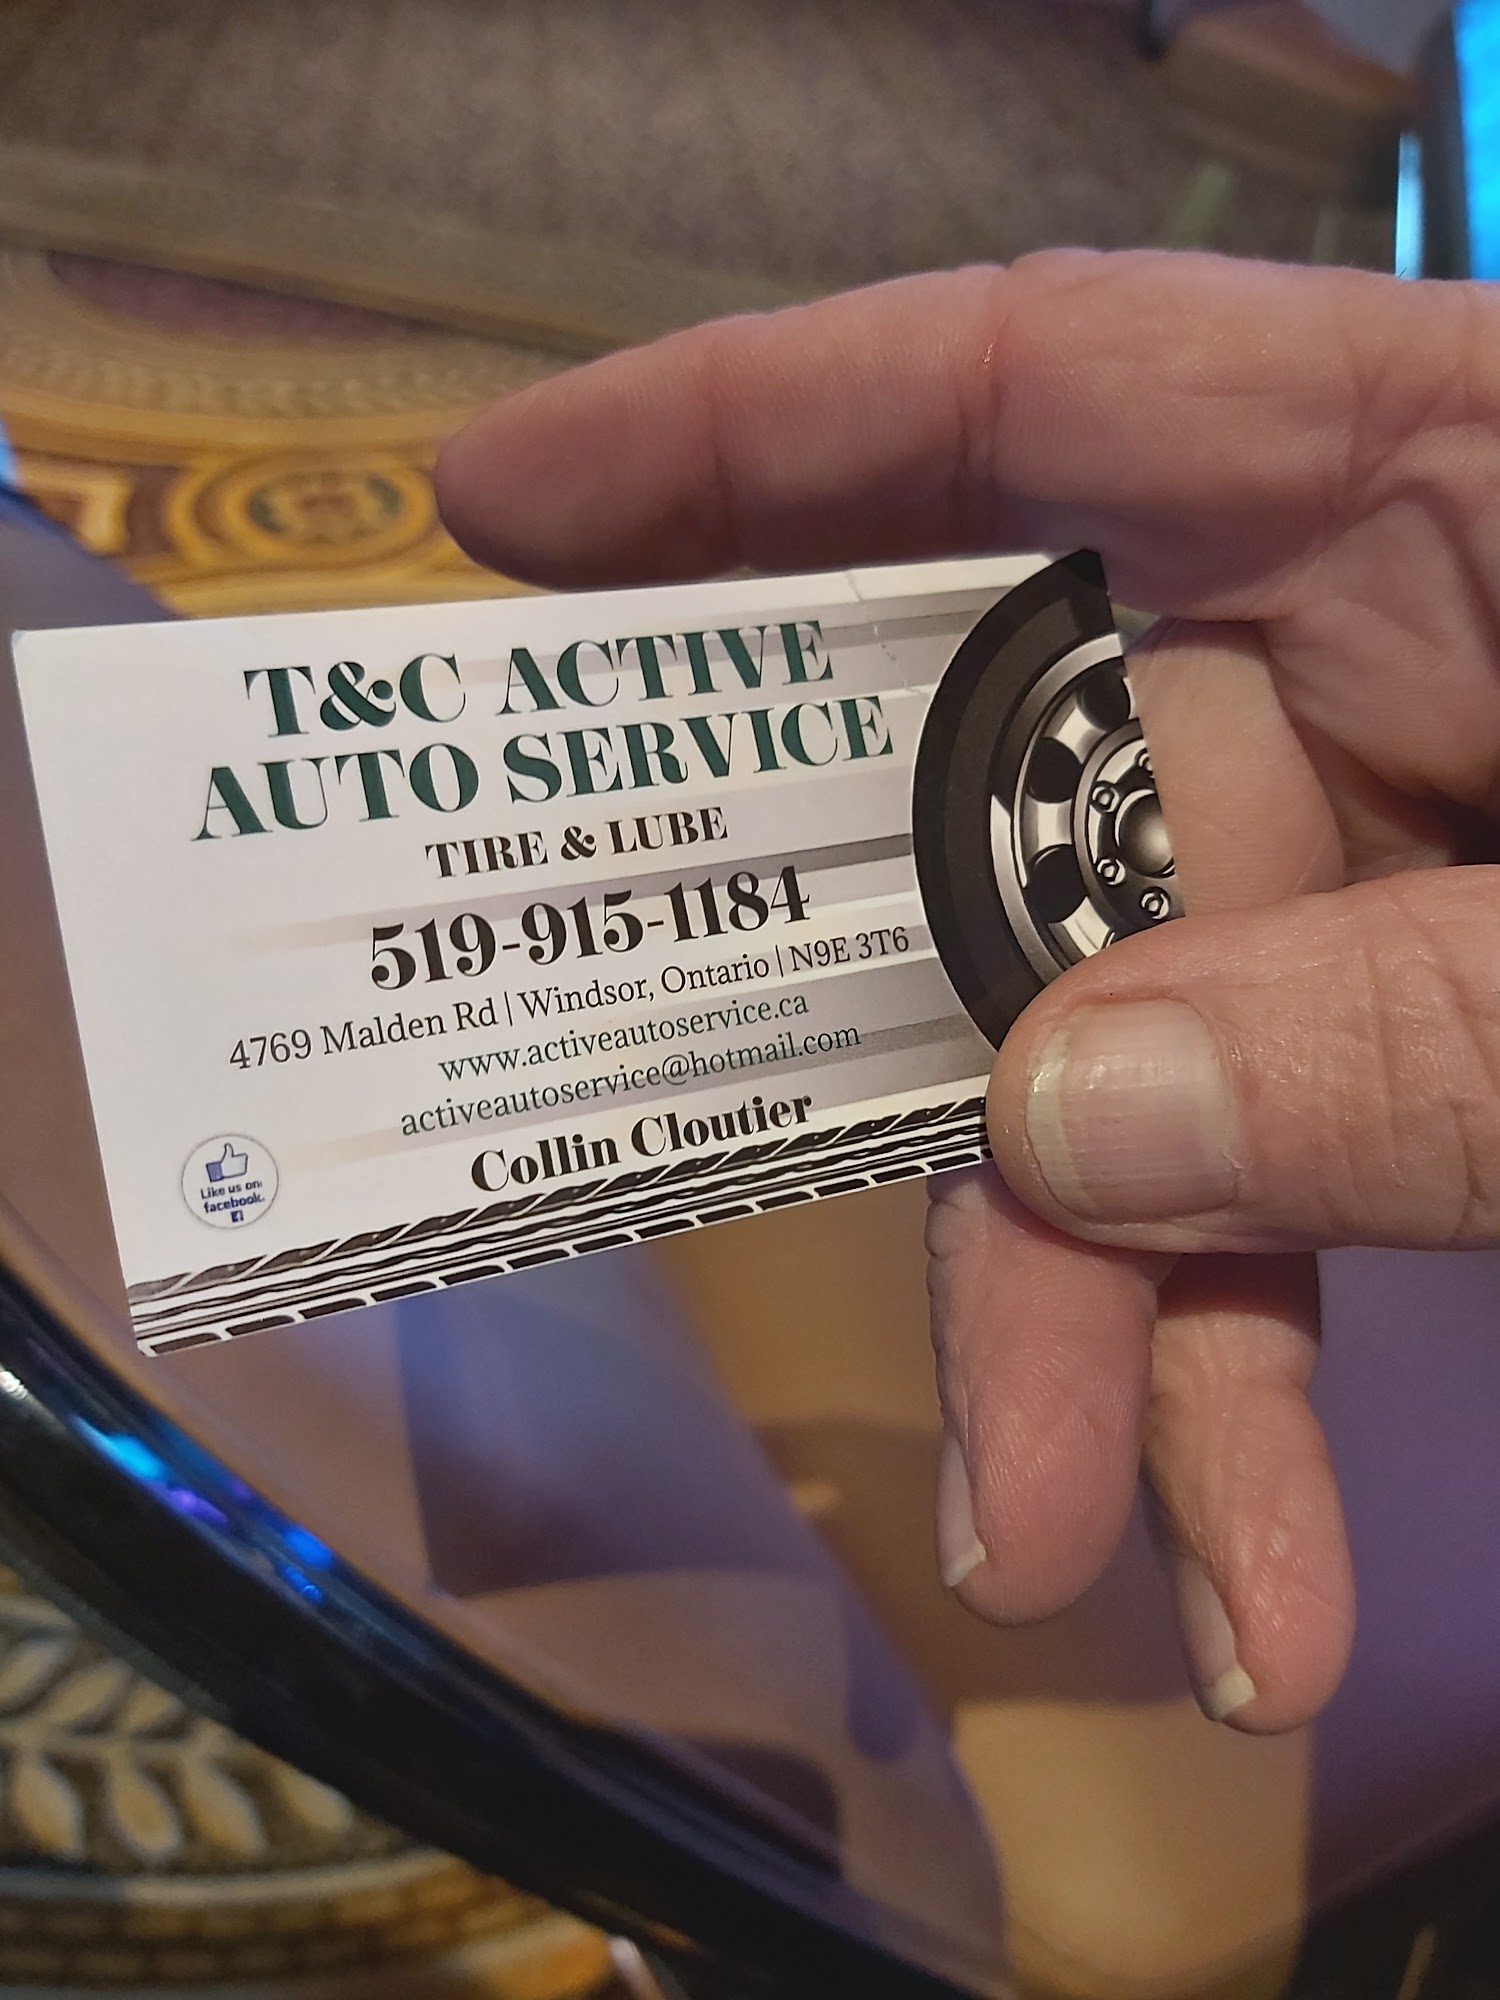 T&C ACTIVE
AUTO SERVICE
TIRE & LUBE
519-915-1184
4769 Malden Rd | Windsor, Ontario | N9E 3T6
www.activeautoservice.ca
activeautoservice@hotmail.com
Collin Cloutier
Like us on:
facebook.
f